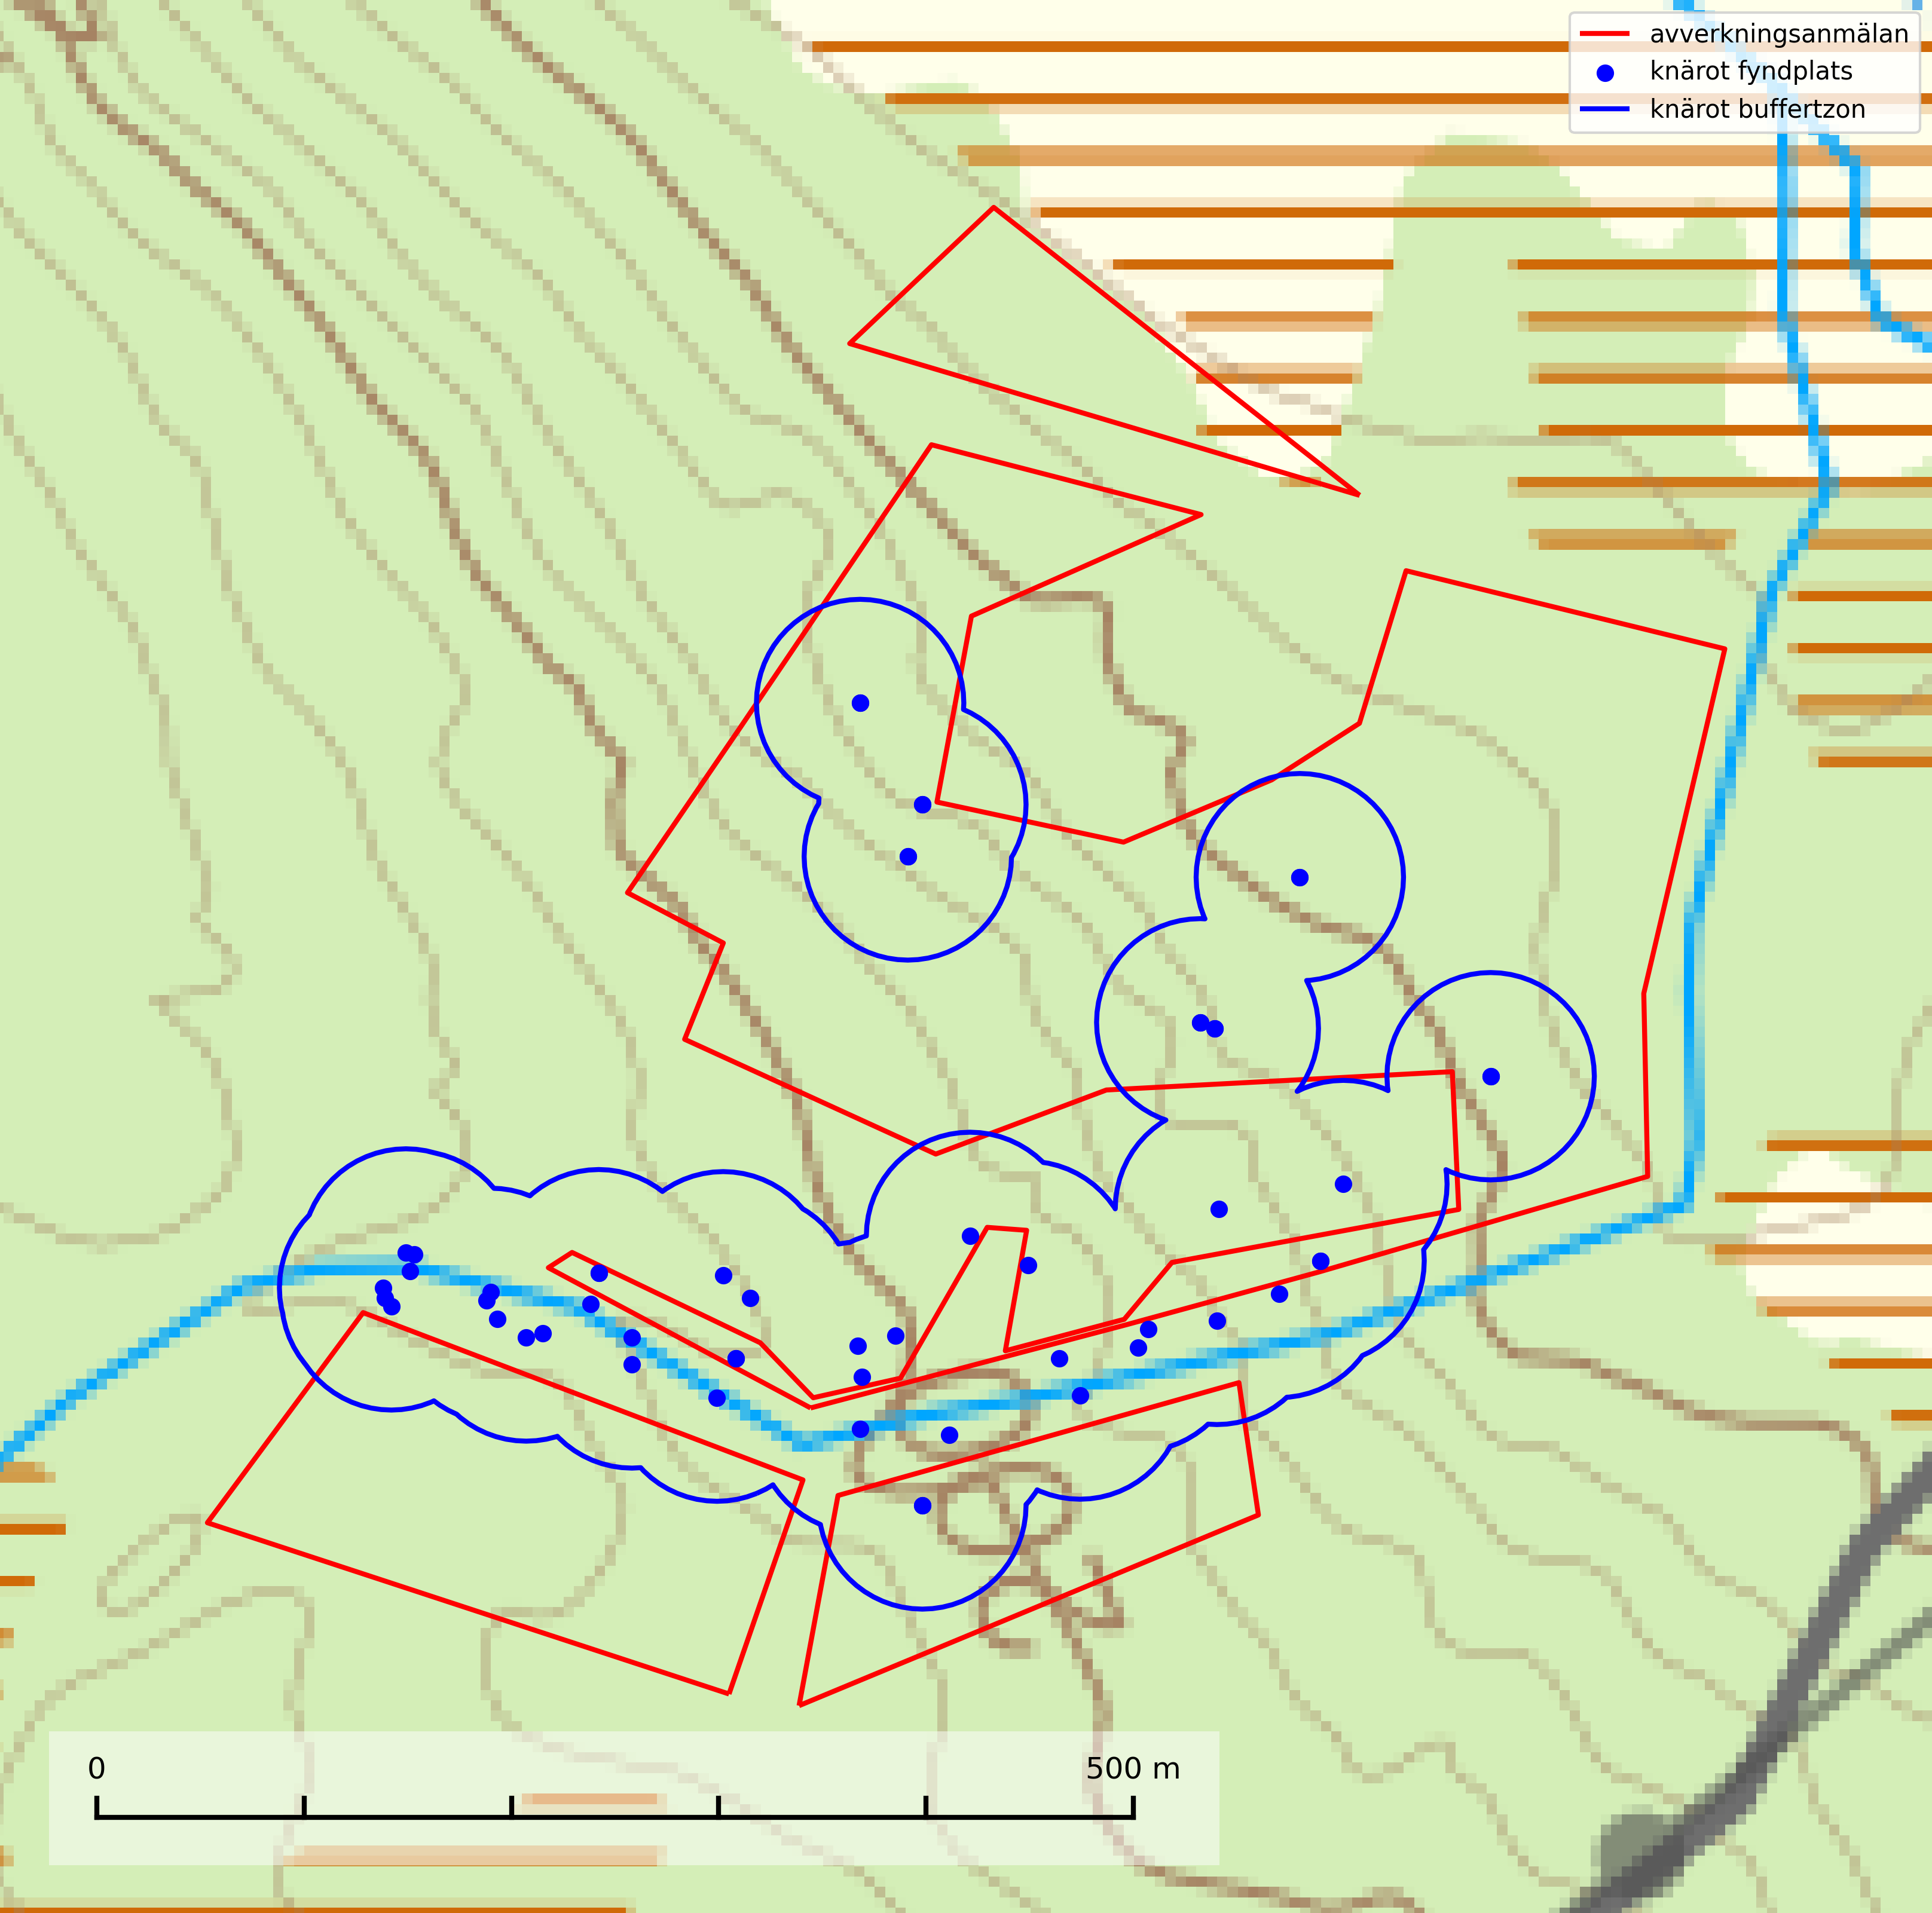 avverkningsanmälan
knärot fyndplats
knärot buffertzon
0 500 m